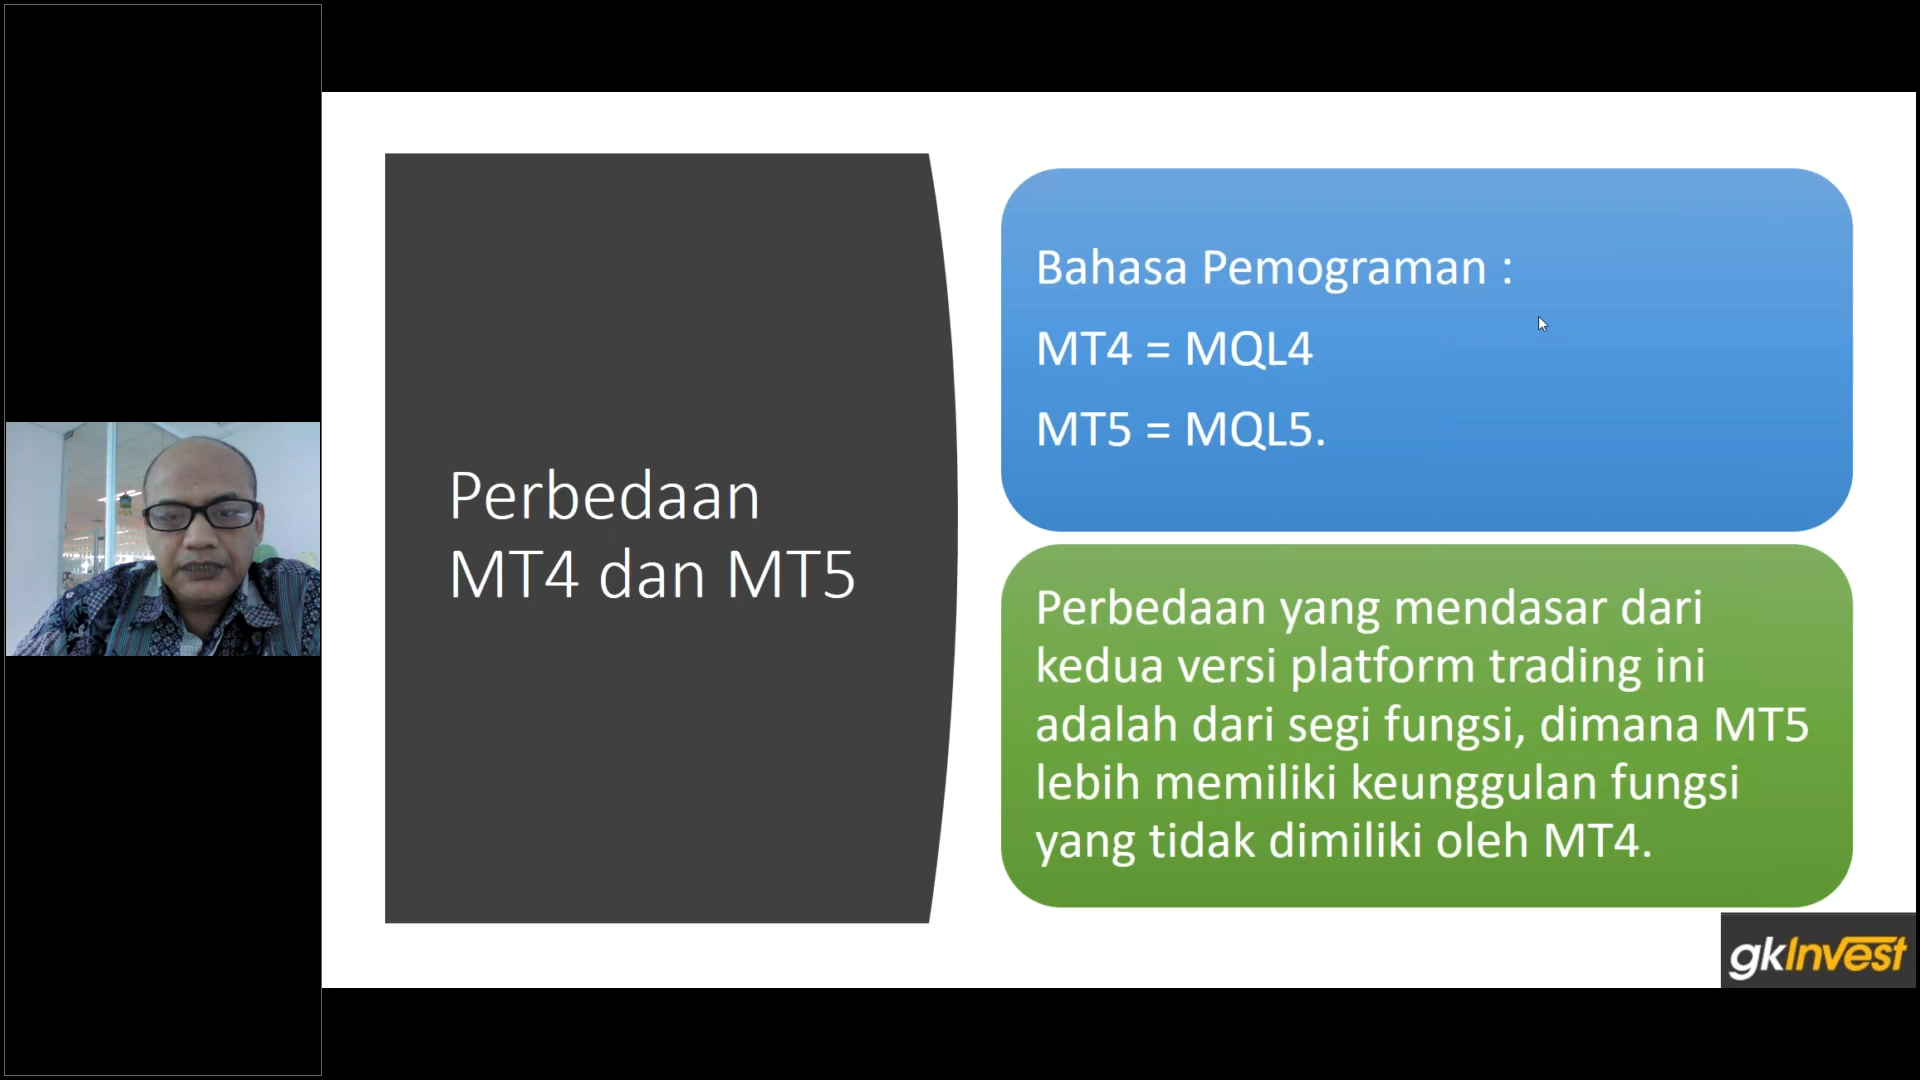 Perbedaan
MT4 dan MT5
Bahasa Pemograman :
MT4 = MQL4
MT5 = MQL5.
Perbedaan yang mendasar dari
kedua versi platform trading ini
adalah dari segi fungsi, dimana MT5
lebih memiliki keunggulan fungsi
yang tidak dimiliki oleh MT4.
gkInvest